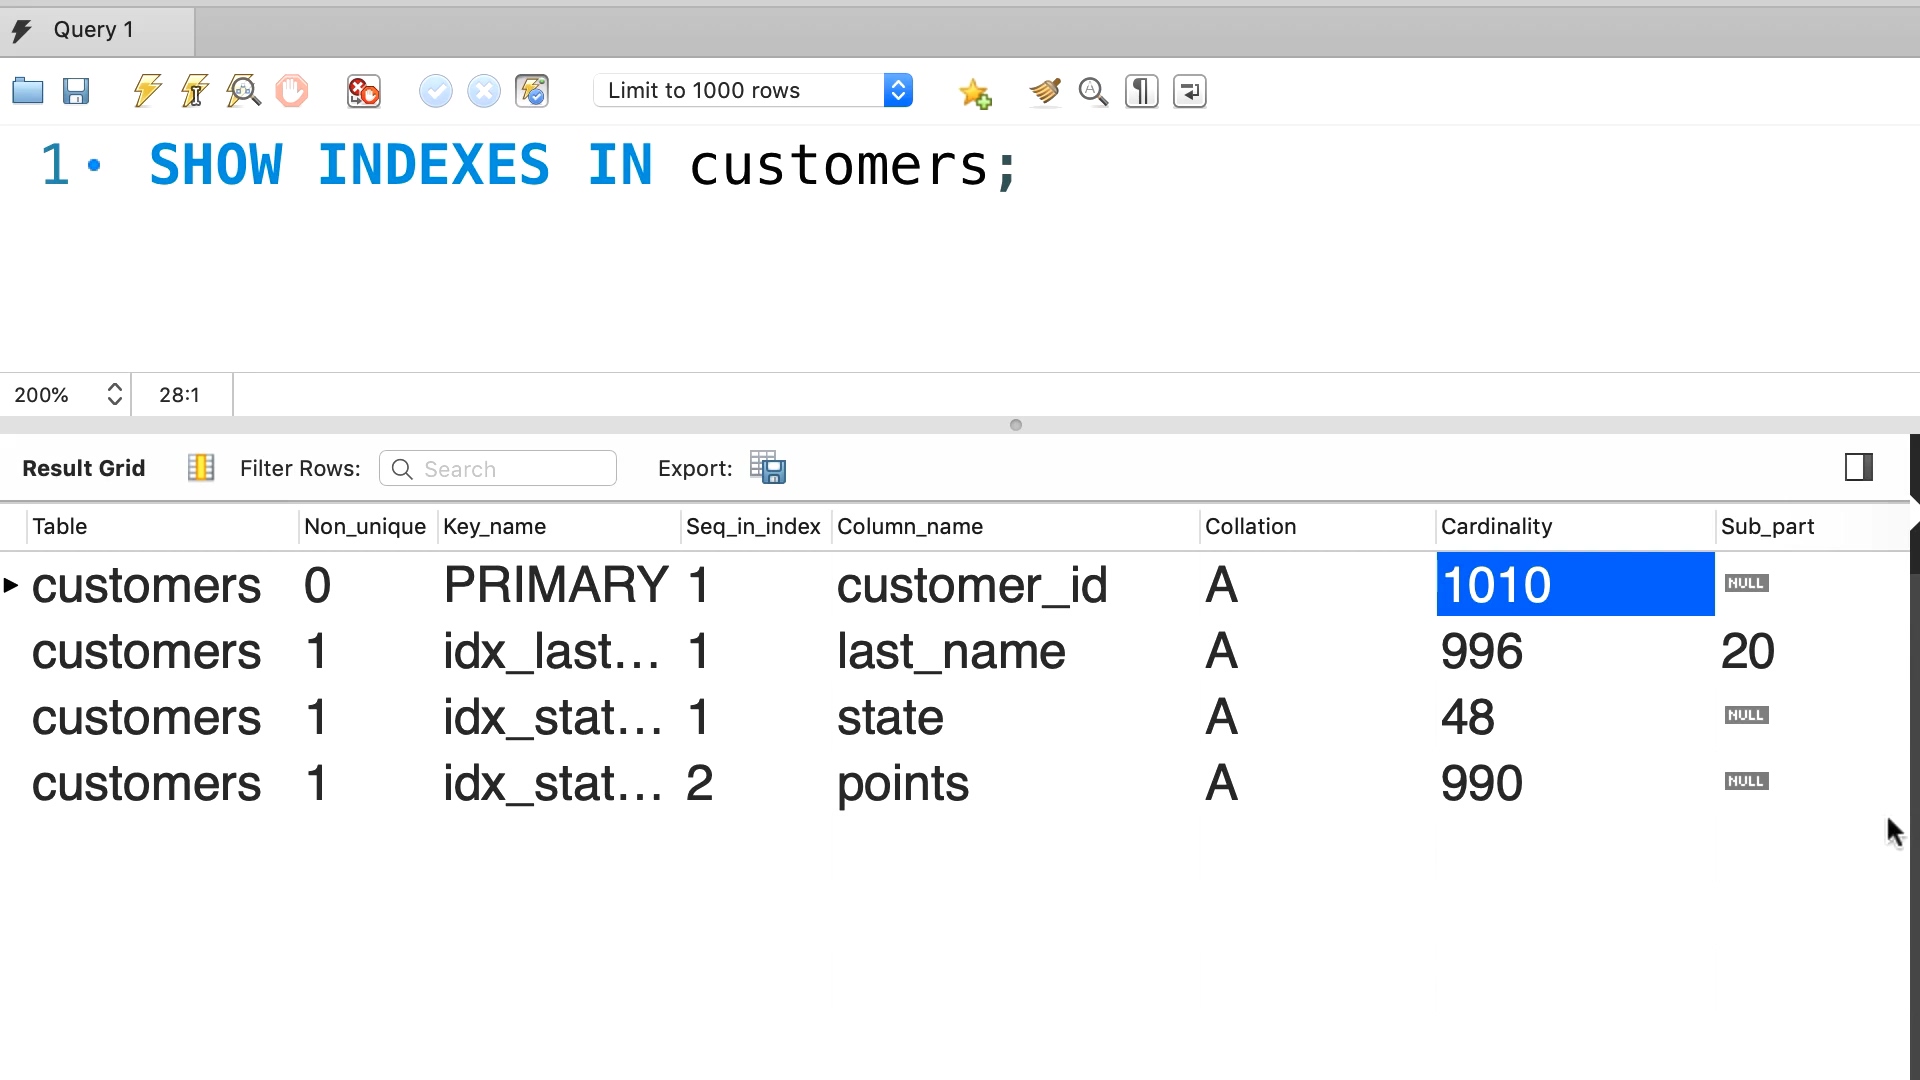 Query 1
Limit to 1000 rows
1 SHOW INDEXES IN customers;
200% 28:1
Result Grid Filter Rows: Search Export:
Table Non_unique Key_name Seq_in_index Column_name Collation Cardinality Sub_part
customers 0 PRIMARY 1 customer_id A 1010 NULL
customers 1 idx_last... 1 last_name A 996 20
customers 1 idx_stat... 1 state A 48 NULL
customers 1 idx_stat... 2 points A 990 NULL